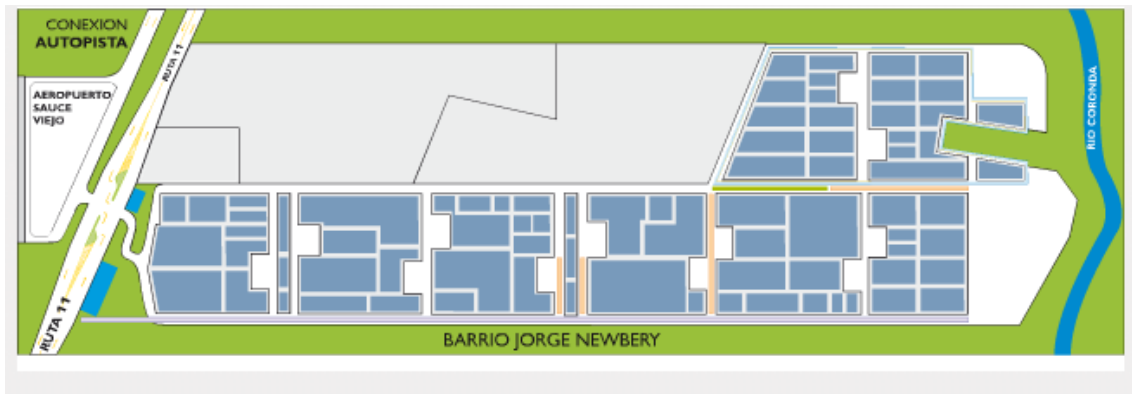 CONEXION
AUTOPISTA
RUTA 11
AEROPUERTO
SAUCE
VIEJO
RIO CORONDA
RUTA 11
BARRIO JORGE NEWBERY